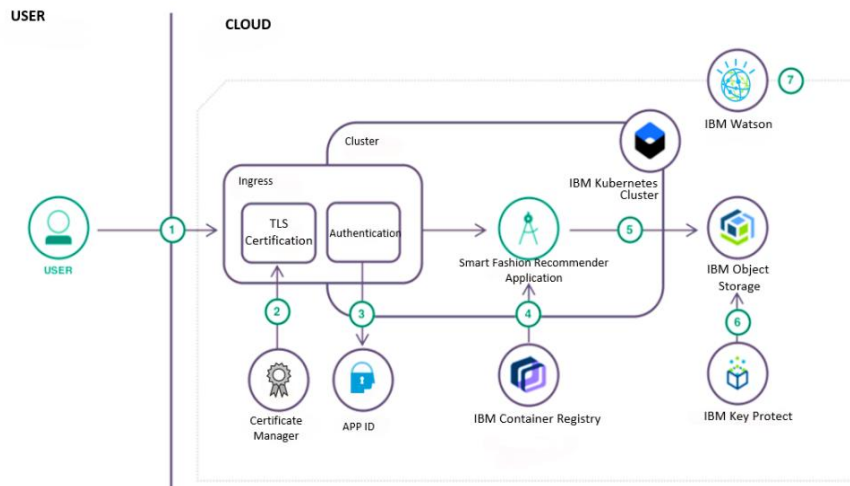 USER
CLOUD
7
IBM Watson
Cluster
IBM Kubernetes
Cluster
Ingress
TLS
Certification
Authentication
1
USER
5
Smart Fashion Recommender
Application
IBM Object
Storage
2
3
4
6
Certificate
Manager
APP ID
IBM Container Registry
IBM Key Protect